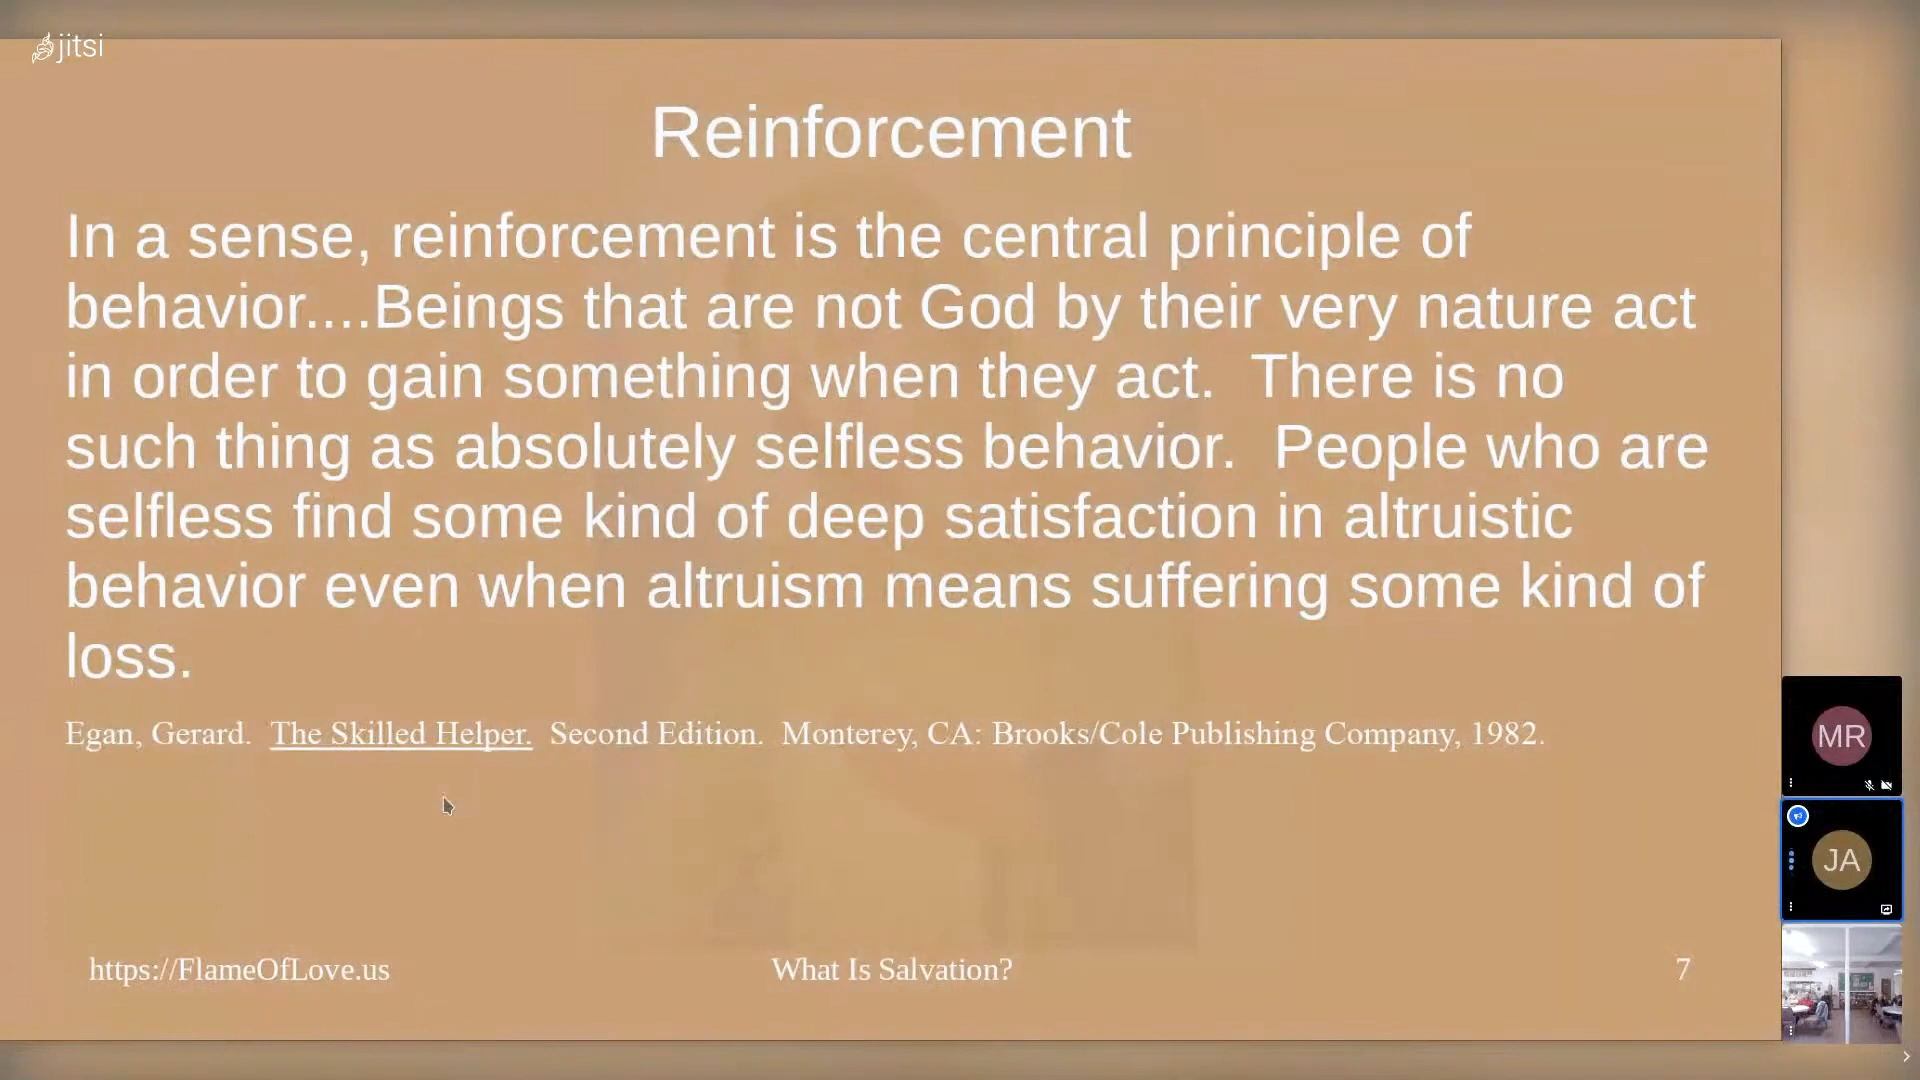 jitsi
Reinforcement
In a sense, reinforcement is the central principle of
behavior....Beings that are not God by their very nature act
in order to gain something when they act.  There is no
such thing as absolutely selfless behavior.  People who are
selfless find some kind of deep satisfaction in altruistic
behavior even when altruism means suffering some kind of
loss.
Egan, Gerard.  The Skilled Helper.  Second Edition.  Monterey, CA: Brooks/Cole Publishing Company, 1982.
MR
JA
https://FlameOfLove.us
What Is Salvation?
7